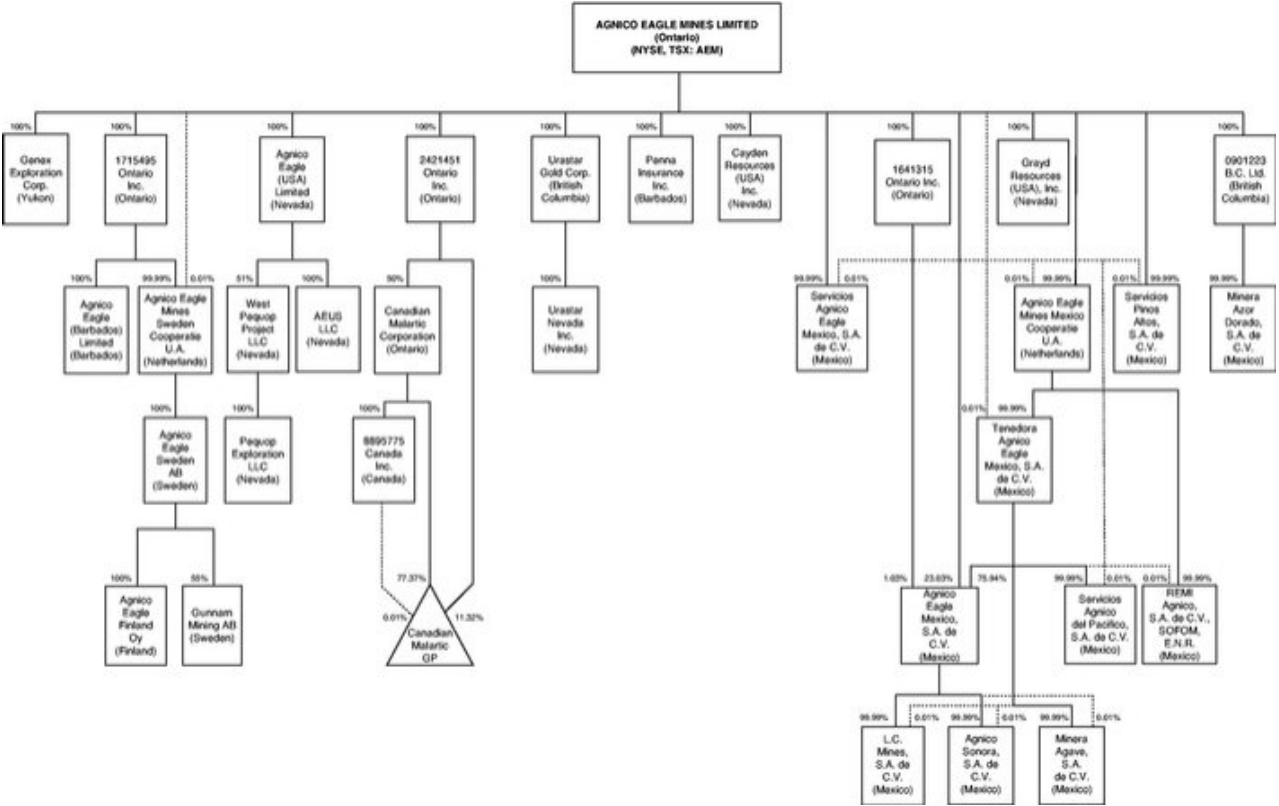 AGNICO EAGLE MINES LIMITED
(Ontario)
(NYSE, TSX: AEM)
100%
100%
100%
100%
100%
100%
100%
100%
100%
100%
Genex
Exploration
Corp.
(Yukon)
1715495
Ontario
Inc.
(Ontario)
Agnico
Eagle
(USA)
Limited
(Nevada)
2421451
Ontario
Inc.
(Ontario)
Urastar
Gold Corp.
(British
Columbia)
Penna
Insurance
Inc.
(Barbados)
Cayden
Resources
(USA)
Inc.
(Nevada)
1641315
Ontario Inc.
(Ontario)
Grayd
Resources
(USA), Inc.
(Nevada)
0901223
B.C. Ltd.
(British
Columbia)
100%
99.99%
0.01%
51%
100%
50%
100%
99.99%
0.01%
0.01%
99.99%
0.01%
99.99%
99.99%
Agnico
Eagle
(Barbados)
Limited
(Barbados)
Agnico Eagle
Mines
Sweden
Cooperatie
U.A.
(Netherlands)
West
Pequop
Project
LLC
(Nevada)
AEUS
LLC
(Nevada)
Canadian
Malartic
Corporation
(Ontario)
Urastar
Nevada
Inc.
(Nevada)
Servicios
Agnico
Eagle
Mexico, S.A.
de C.V.
(Mexico)
Agnico Eagle
Mines Mexico
Cooperatie
U.A.
(Netherlands)
Servicios
Pinos
Altos,
S.A. de
C.V.
(Mexico)
Minera
Azor
Dorado,
S.A. de
C.V.
(Mexico)
100%
100%
100%
0.01%
99.99%
Agnico
Eagle
Sweden
AB
(Sweden)
Pequop
Exploration
LLC
(Nevada)
8895775
Canada
Inc.
(Canada)
Tenedora
Agnico
Eagle
Mexico, S.A.
de C.V.
(Mexico)
100%
55%
77.37%
0.01%
11.32%
1.03%
23.03%
75.94%
99.99%
0.01%
0.01%
99.99%
Agnico
Eagle
Finland
Oy
(Finland)
Gunnarn
Mining AB
(Sweden)
Canadian
Malartic
GP
Agnico
Eagle
Mexico,
S.A. de
C.V.
(Mexico)
Servicios
Agnico
del Pacifico,
S.A. de C.V.
(Mexico)
REMI
Agnico,
S.A. de C.V.,
SOFOM,
E.N.R.
(Mexico)
99.99%
0.01%
99.99%
0.01%
99.99%
0.01%
L.C.
Mines,
S.A. de
C.V.
(Mexico)
Agnico
Sonora,
S.A. de
C.V.
(Mexico)
Minera
Agave,
S.A.
de C.V.
(Mexico)